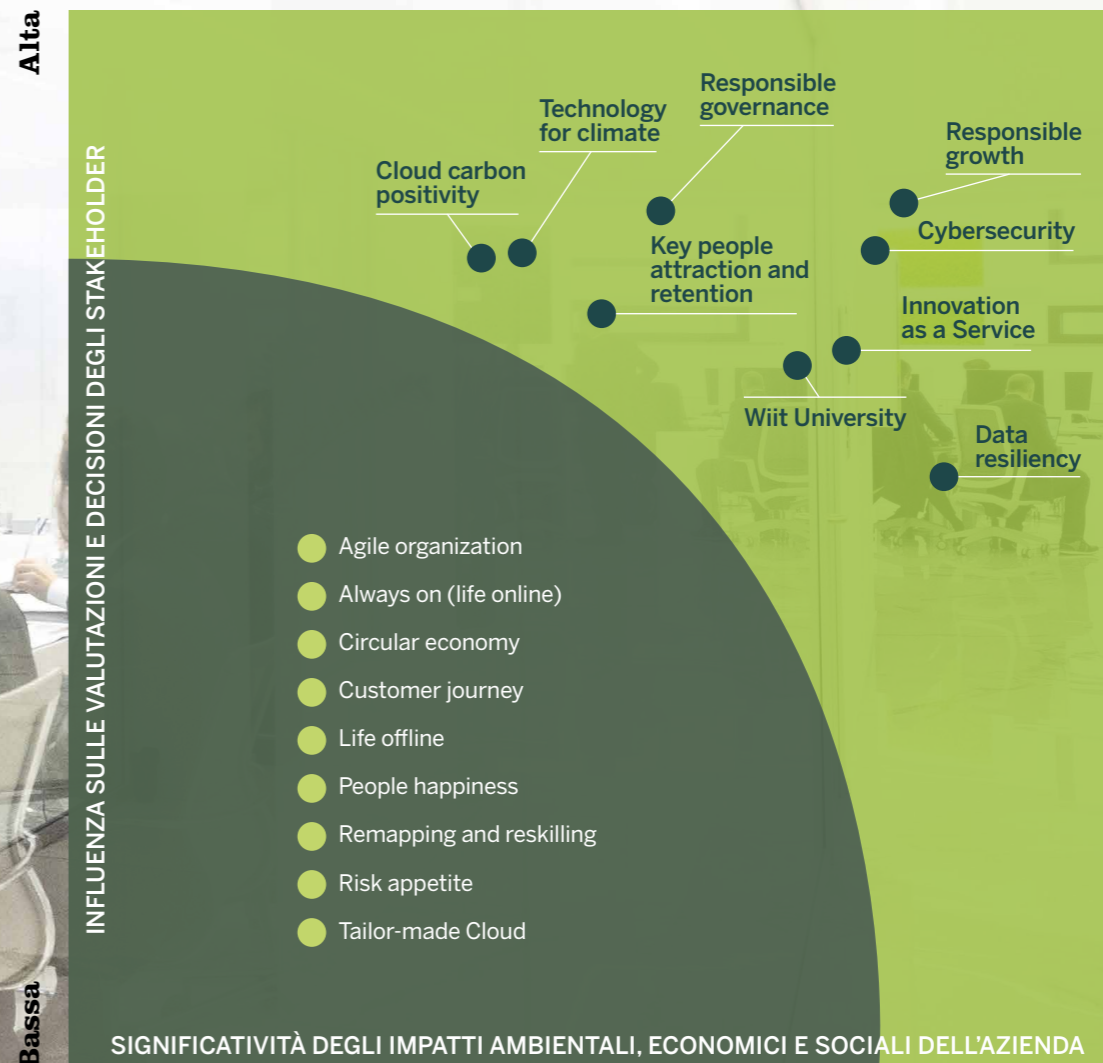 Alta
INFLUENZA SULLE VALUTAZIONI E DECISIONI DEGLI STAKEHOLDER
Bassa
Cloud carbon
positivity
Technology
for climate
Responsible
governance
Responsible
growth
Key people
attraction and
retention
Cybersecurity
Innovation
as a Service
Wiit University
Data
resiliency
Agile organization
Always on (life online)
Circular economy
Customer journey
Life offline
People happiness
Remapping and reskilling
Risk appetite
Tailor-made Cloud
SIGNIFICATIVITÀ DEGLI IMPATTI AMBIENTALI, ECONOMICI E SOCIALI DELL'AZIENDA